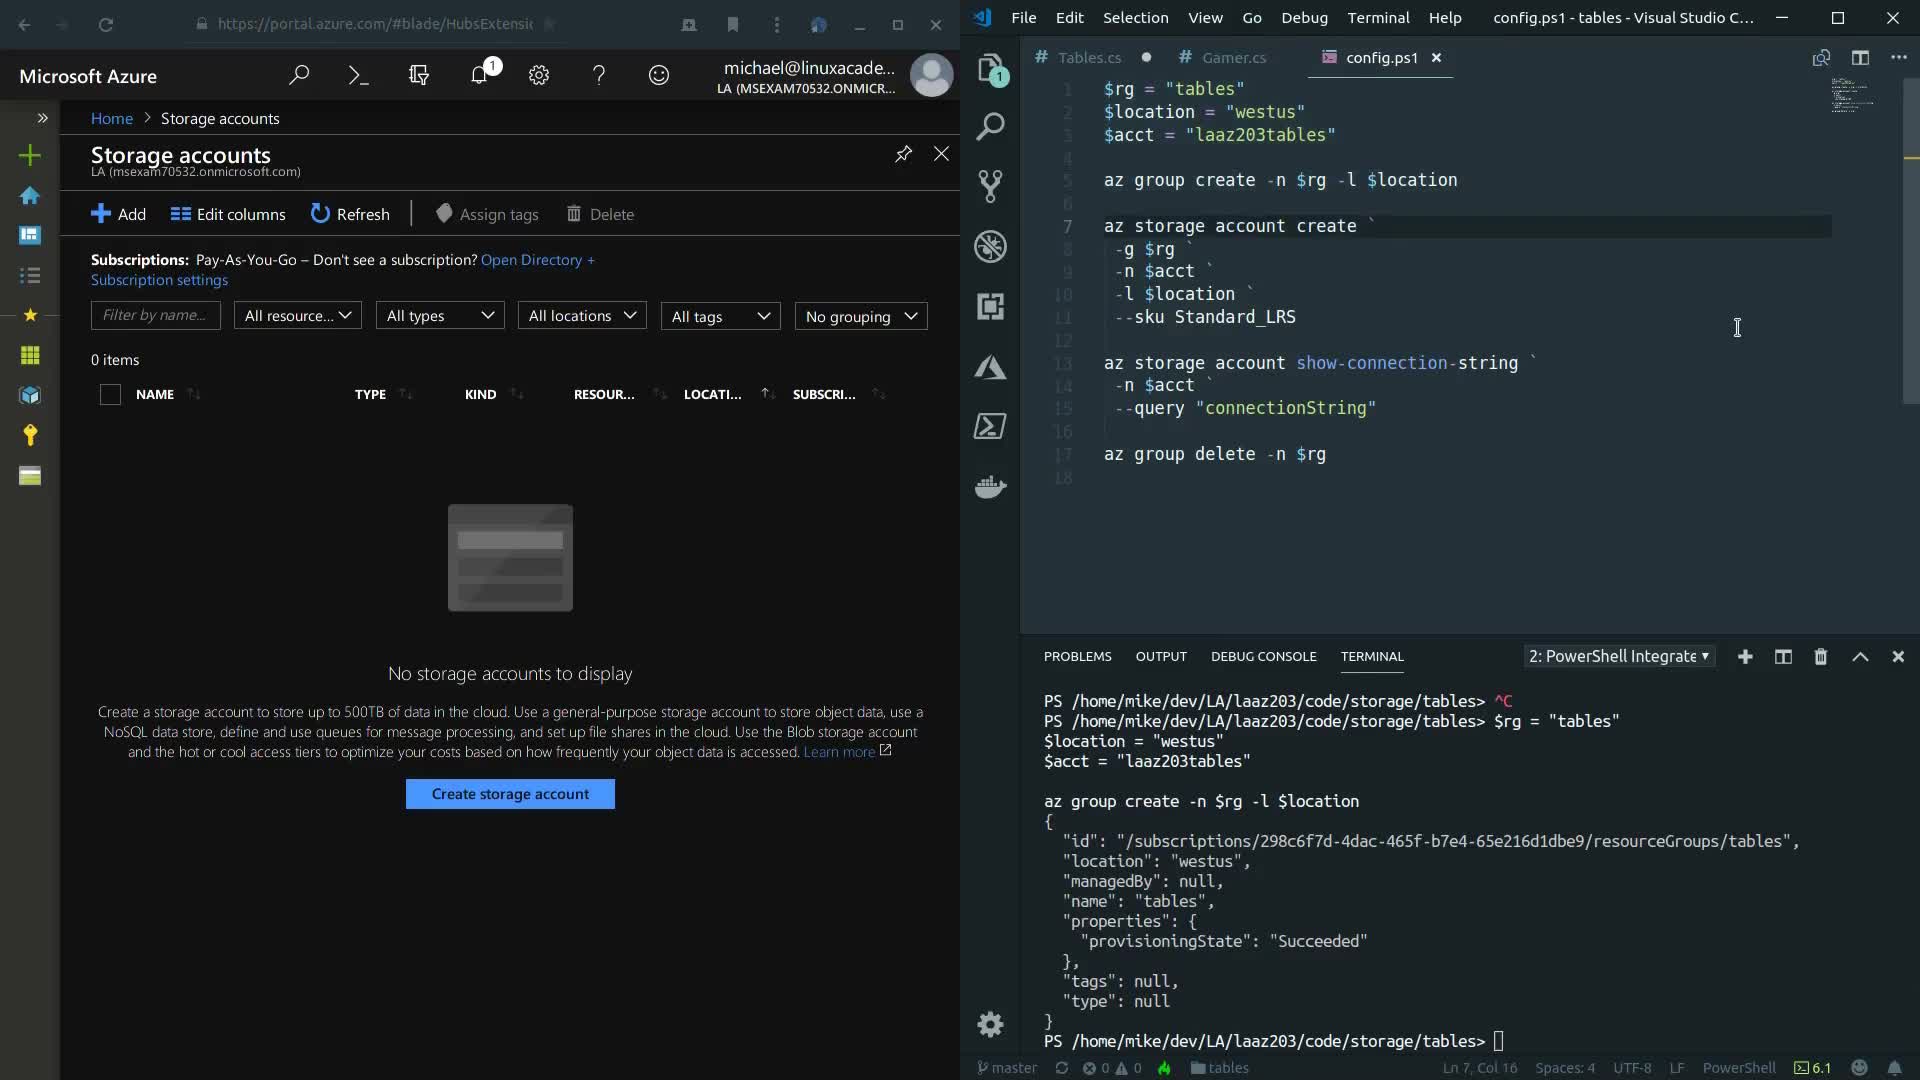 https://portal.azure.com/#blade/HubsExtensic
Microsoft Azure
1
michael@linuxacade...
LA (MSEXAM70532.ONMICR...
Home > Storage accounts
Storage accounts
LA (msexam70532.onmicrosoft.com)
Add
Edit columns
Refresh
Assign tags
Delete
Subscriptions: Pay-As-You-Go – Don't see a subscription? Open Directory +
Subscription settings
Filter by name...
All resource...
All types
All locations
All tags
No grouping
0 items
NAME
TYPE
KIND
RESOUR...
LOCATI...
SUBSCRI...
No storage accounts to display
Create a storage account to store up to 500TB of data in the cloud. Use a general-purpose storage account to store object data, use a
NoSQL data store, define and use queues for message processing, and set up file shares in the cloud. Use the Blob storage account
and the hot or cool access tiers to optimize your costs based on how frequently your object data is accessed. Learn more
Create storage account
File Edit Selection View Go Debug Terminal Help
config.ps1 - tables - Visual Studio C...
1
# Tables.cs
# Gamer.cs
config.ps1
1 $rg = "tables"
2 $location = "westus"
3 $acct = "laaz203tables"
4
5 az group create -n $rg -l $location
6
7 az storage account create `
8 -g $rg `
9 -n $acct `
10 -l $location `
11 --sku Standard_LRS
12
13 az storage account show-connection-string `
14 -n $acct `
15 --query "connectionString"
16
17 az group delete -n $rg
18
PROBLEMS OUTPUT DEBUG CONSOLE TERMINAL
2: PowerShell Integrate
PS /home/mike/dev/LA/laaz203/code/storage/tables> ^C
PS /home/mike/dev/LA/laaz203/code/storage/tables> $rg = "tables"
$location = "westus"
$acct = "laaz203tables"
az group create -n $rg -l $location
{
"id": "/subscriptions/298c6f7d-4dac-465f-b7e4-65e216d1dbe9/resourceGroups/tables",
"location": "westus",
"managedBy": null,
"name": "tables",
"properties": {
"provisioningState": "Succeeded"
},
"tags": null,
"type": null
}
PS /home/mike/dev/LA/laaz203/code/storage/tables>
master
0
0
tables
Ln 7, Col 16
Spaces: 4
UTF-8
LF
PowerShell
6.1